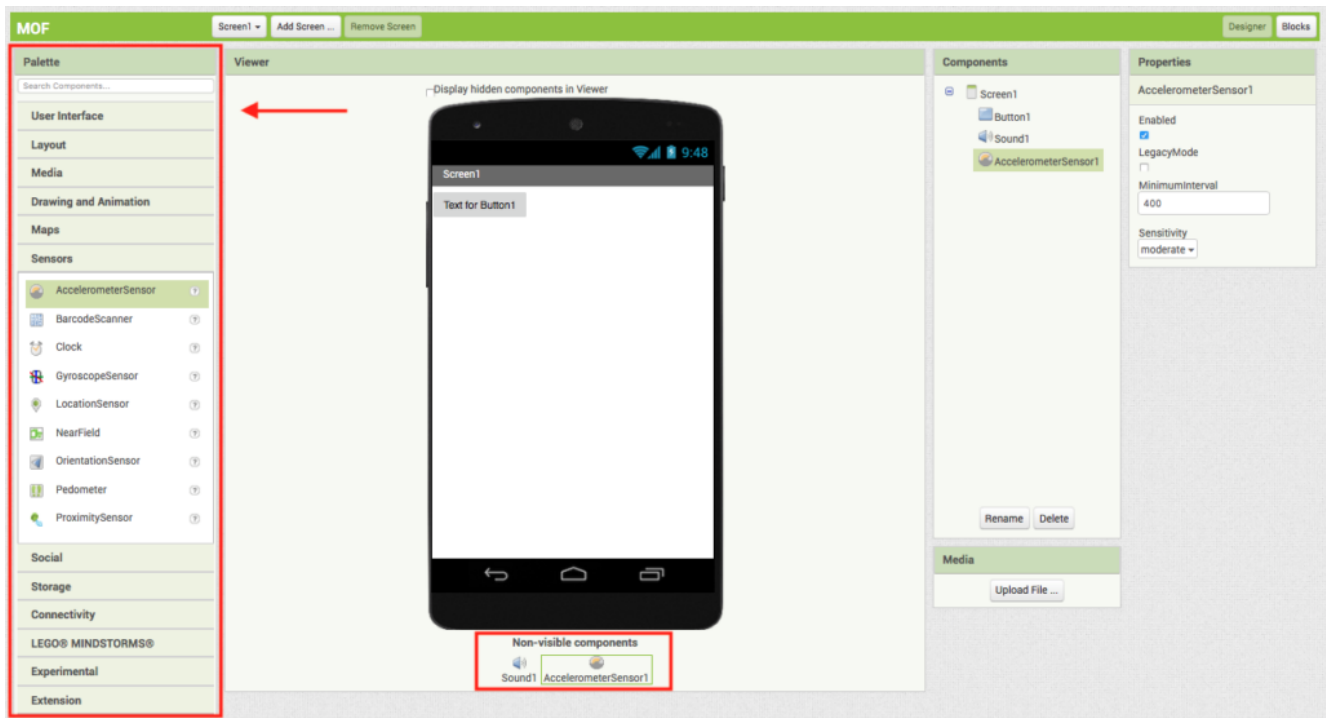 MOF
Screen1
Add Screen ...
Remove Screen
Designer
Blocks
Palette
Search Components...
User Interface
Layout
Media
Drawing and Animation
Maps
Sensors
AccelerometerSensor
BarcodeScanner
Clock
GyroscopeSensor
LocationSensor
NearField
OrientationSensor
Pedometer
ProximitySensor
Social
Storage
Connectivity
LEGO® MINDSTORMS®
Experimental
Extension
Viewer
Display hidden components in Viewer
9:48
Screen1
Text for Button1
Non-visible components
Sound1
AccelerometerSensor1
Components
Screen1
Button1
Sound1
AccelerometerSensor1
Rename
Delete
Media
Upload File ...
Properties
AccelerometerSensor1
Enabled
LegacyMode
MinimumInterval
400
Sensitivity
moderate